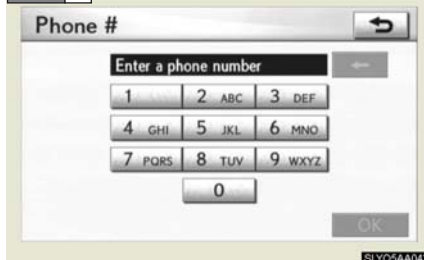 Phone #
Enter a phone number
1 2 ABC 3 DEF
4 GHI 5 JKL 6 MNO
7 PQRS 8 TUV 9 WXYZ
0
OK